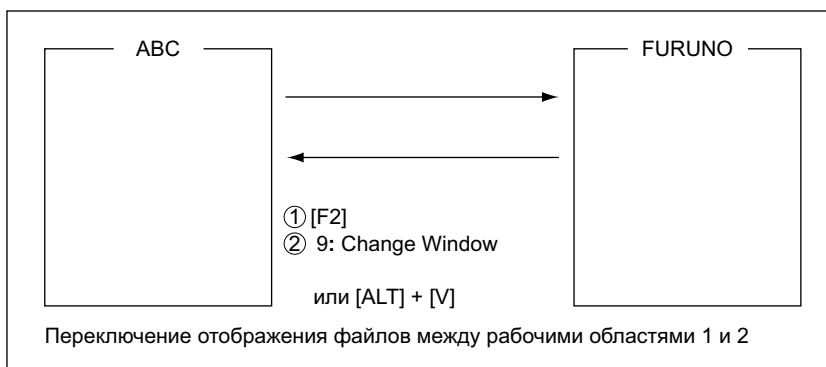 ABC
FURUNO
① [F2]
② 9: Change Window
или [ALT] + [V]
Переключение отображения файлов между рабочими областями 1 и 2